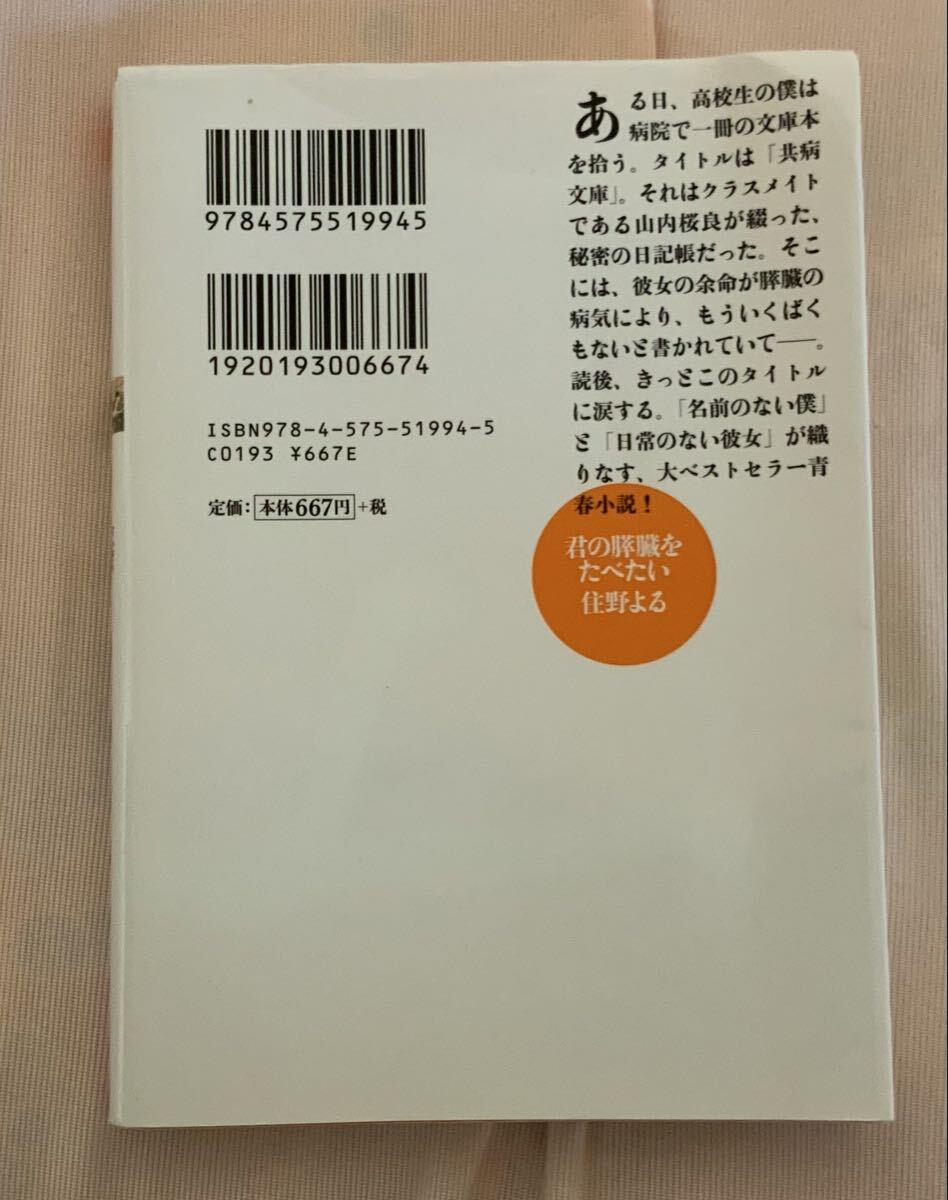 9784575519945
1920193006674
ISBN978-4-575-51994-5
C0193 ¥667E
定価：本体667円+税
ある日、高校生の僕は
病院で一冊の文庫本
を拾う。タイトルは「共病
文庫」。それはクラスメイト
である山内桜良が綴った、
秘密の日記帳だった。そこ
には、彼女の余命が膵臓の
病気により、もういくばく
もないと書かれていて──。
読後、きっとこのタイトル
に涙する。「名前のない僕」
と「日常のない彼女」が織
りなす、大ベストセラー青
春小説！
君の膵臓を
たべたい
住野よる